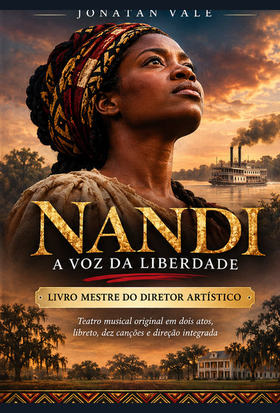 JONATAN VALE
NANDI
A VOZ DA LIBERDADE
LIVRO MESTRE DO DIRETOR ARTÍSTICO
Teatro musical original em dois atos,
libreto, dez canções e direção integrada